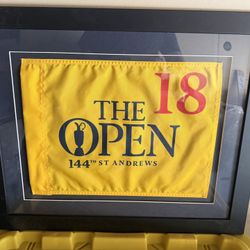 18
THE
OPEN
144TH ST ANDREWS